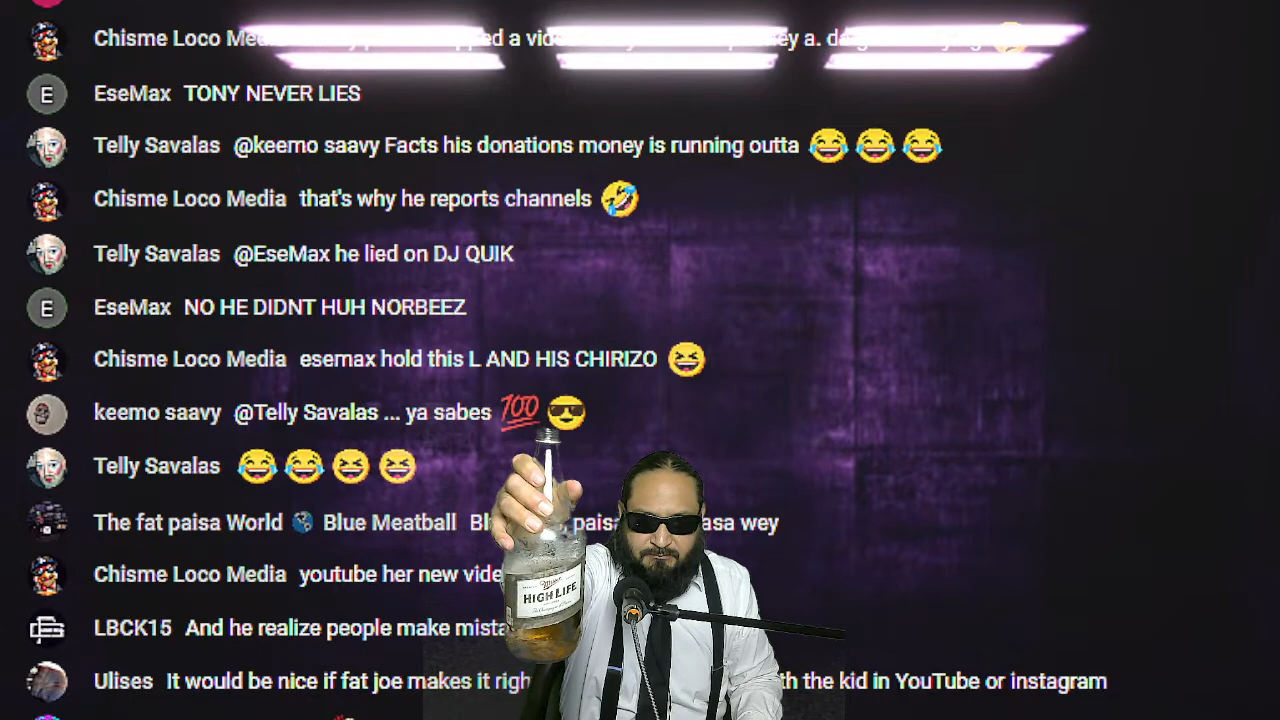 Chisme Loco Me a vid
E EseMax TONY NEVER LIES
Telly Savalas @keemo saavy Facts his donations money is running outta 😂 😂 😂
Chisme Loco Media that's why he reports channels 🤣
Telly Savalas @EseMax he lied on DJ QUIK
E EseMax NO HE DIDNT HUH NORBEEZ
Chisme Loco Media esemax hold this L AND HIS CHIRIZO 😆
keemo saavy @Telly Savalas ... ya sabes 💯 😎
Telly Savalas 😂 😂 😆 😆
The fat paisa World 🌎 Blue Meatball Bl , paisa asa wey
Chisme Loco Media youtube her new vide
LBCK15 And he realize people make mista
Ulises It would be nice if fat joe makes it righ th the kid in YouTube or instagram
Miller
HIGH LIFE